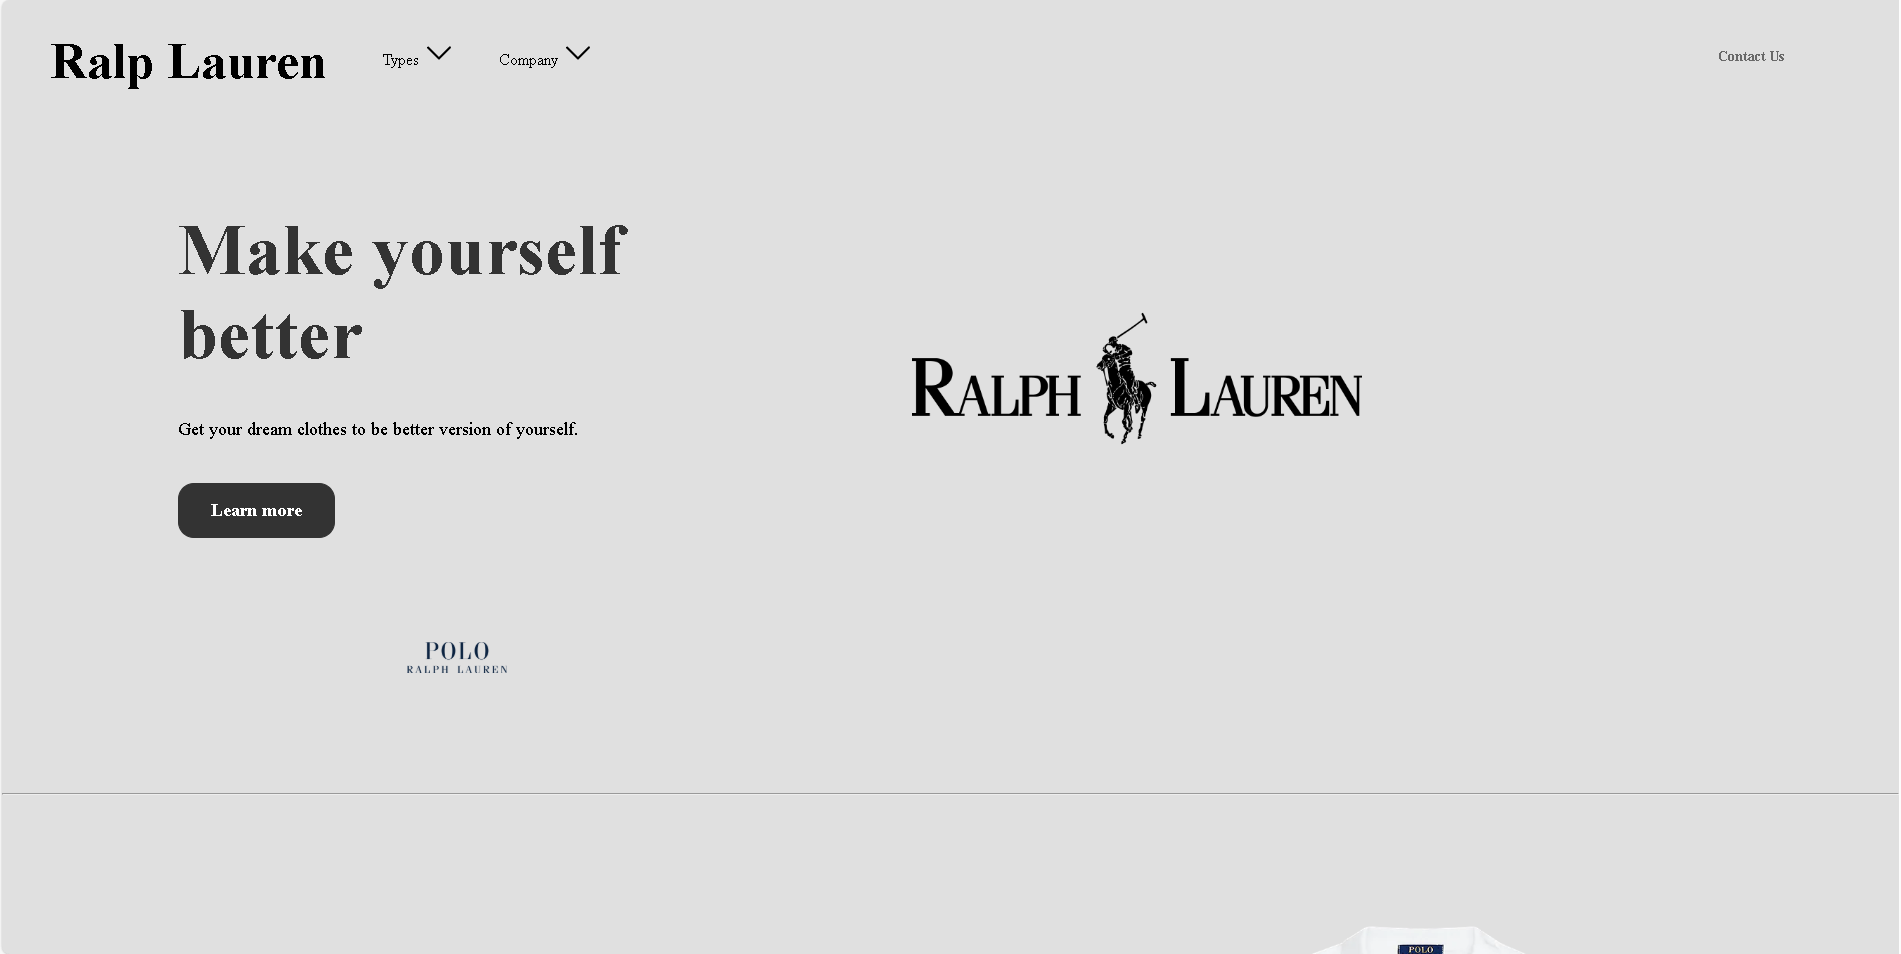 Ralp Lauren
Types
Company
Contact Us
Make yourself
better
RALPH LAUREN
Get your dream clothes to be better version of yourself.
Learn more
POLO
RALPH LAUREN
POLO